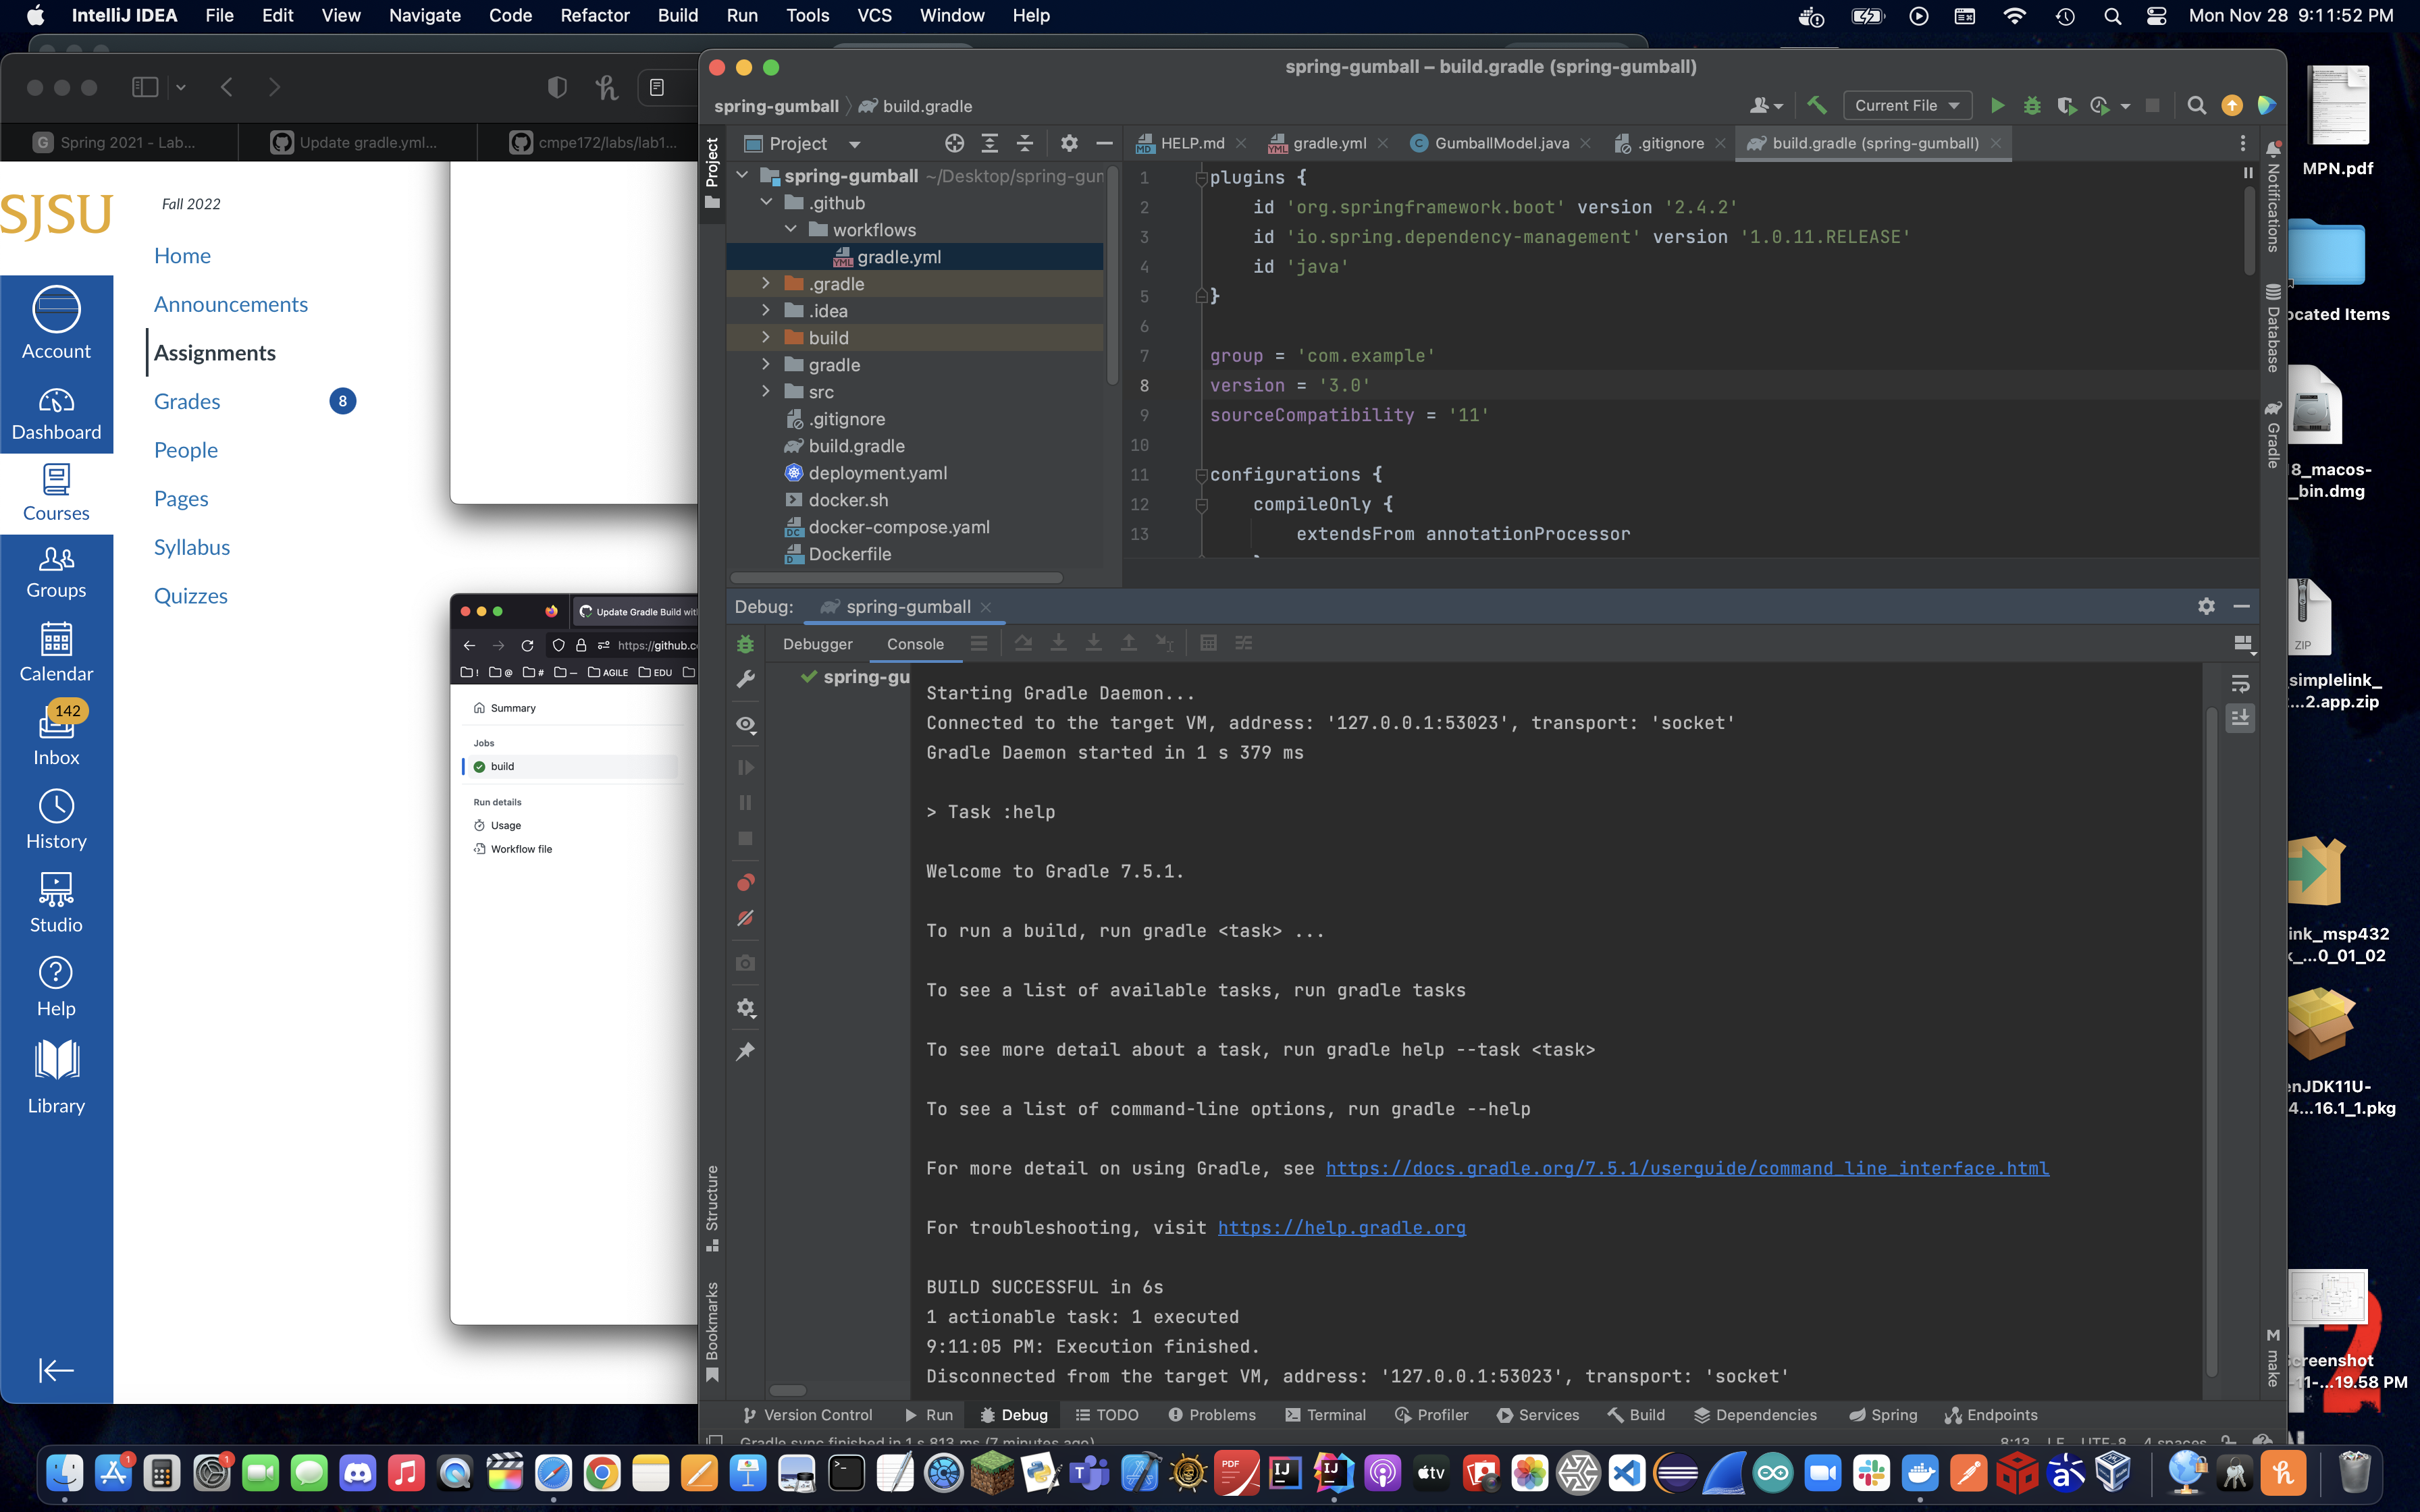 IntelliJ IDEA File Edit View Navigate Code Refactor Build Run Tools VCS Window Help
Mon Nov 28 9:11:52 PM
Spring 2021 - Lab...
Update gradle.yml...
cmpe172/labs/lab1...
SJSU
Account
Dashboard
Courses
Groups
Calendar
142
Inbox
History
Studio
Help
Library
Fall 2022
Home
Announcements
Assignments
Grades
8
People
Pages
Syllabus
Quizzes
Update Gradle Build wit
https://github.c
!
@
#
AGILE
EDU
Summary
Jobs
build
Run details
Usage
Workflow file
spring-gumball – build.gradle (spring-gumball)
spring-gumball
build.gradle
Current File
Project
Project
HELP.md
gradle.yml
GumballModel.java
.gitignore
build.gradle (spring-gumball)
spring-gumball ~/Desktop/spring-gum
.github
workflows
gradle.yml
.gradle
.idea
build
gradle
src
.gitignore
build.gradle
deployment.yaml
docker.sh
docker-compose.yaml
Dockerfile
1 plugins {
2 id 'org.springframework.boot' version '2.4.2'
3 id 'io.spring.dependency-management' version '1.0.11.RELEASE'
4 id 'java'
5 }
6
7 group = 'com.example'
8 version = '3.0'
9 sourceCompatibility = '11'
10
11 configurations {
12 compileOnly {
13 extendsFrom annotationProcessor
Notifications
Database
Gradle
make
Debug:
spring-gumball
Debugger
Console
spring-gu
Starting Gradle Daemon...
Connected to the target VM, address: '127.0.0.1:53023', transport: 'socket'
Gradle Daemon started in 1 s 379 ms
> Task :help
Welcome to Gradle 7.5.1.
To run a build, run gradle <task> ...
To see a list of available tasks, run gradle tasks
To see more detail about a task, run gradle help --task <task>
To see a list of command-line options, run gradle --help
For more detail on using Gradle, see https://docs.gradle.org/7.5.1/userguide/command_line_interface.html
For troubleshooting, visit https://help.gradle.org
BUILD SUCCESSFUL in 6s
1 actionable task: 1 executed
9:11:05 PM: Execution finished.
Disconnected from the target VM, address: '127.0.0.1:53023', transport: 'socket'
Structure
Bookmarks
Version Control
Run
Debug
TODO
Problems
Terminal
Profiler
Services
Build
Dependencies
Spring
Endpoints
Gradle sync finished in 1 s 813 ms (7 minutes ago)
8:13 LF UTF-8 4 spaces
MPN.pdf
ocated Items
18_macos-
_bin.dmg
ZIP
simplelink_
...2.app.zip
ink_msp432
k_...0_01_02
enJDK11U-
4...16.1_1.pkg
creenshot
-11-...19.58 PM